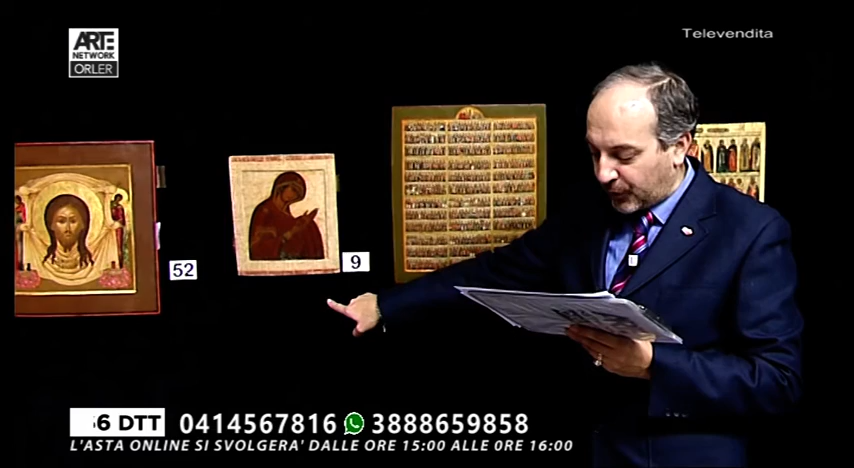 ARTE
NETWORK
ORLER
Televendita
52
9
6 DTT 0414567816 3888659858
L'ASTA ONLINE SI SVOLGERA' DALLE ORE 15:00 ALLE ORE 16:00